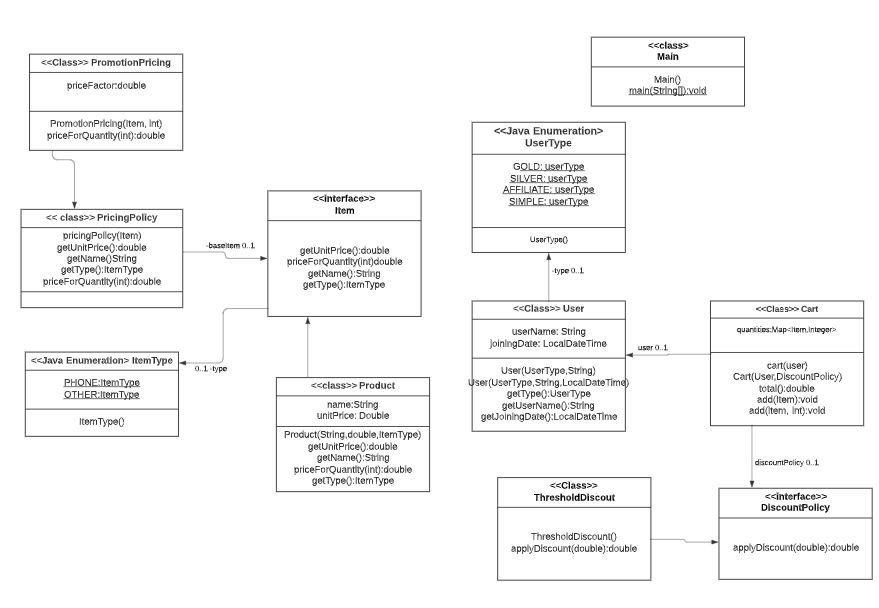 <<Class>> PromotionPricing
priceFactor:double
PromotionPricing(Item, Int)
priceForQuantity(int):double
<< class>> PricingPolicy
pricingPolicy(Item)
getUnitPrice():double
getName()String
getType():ItemType
priceForQuantity(int):double
-baseItem 0..1
<<interface>>
Item
getUnitPrice():double
priceForQuantity(int)double
getName():String
getType():ItemType
<<Java Enumeration> ItemType
PHONE:ItemType
OTHER:ItemType
ItemType()
0..1 -type
<<class>> Product
name:String
unitPrice: Double
Product(String,double,ItemType)
getUnitPrice():double
getName():String
priceForQuantity(int):double
getType():ItemType
<<class>
Main
Main()
main(String[]):void
<<Java Enumeration>
UserType
GOLD: userType
SILVER: userType
AFFILIATE: userType
SIMPLE: userType
UserType()
-type 0..1
<<Class>> User
userName: String
joiningDate: LocalDateTime
User(UserType,String)
User(UserType,String,LocalDateTime)
getType():UserType
getUserName():String
getJoiningDate():LocalDateTime
user 0..1
<<Class>> Cart
quantities:Map<Item,Integer>
cart(user)
Cart(User,DiscountPolicy)
total():double
add(Item):void
add(Item, Int):void
discountPolicy 0..1
<<Class>>
ThresholdDiscout
ThresholdDiscount()
applyDiscount(double):double
<<interface>>
DiscountPolicy
applyDiscount(double):double